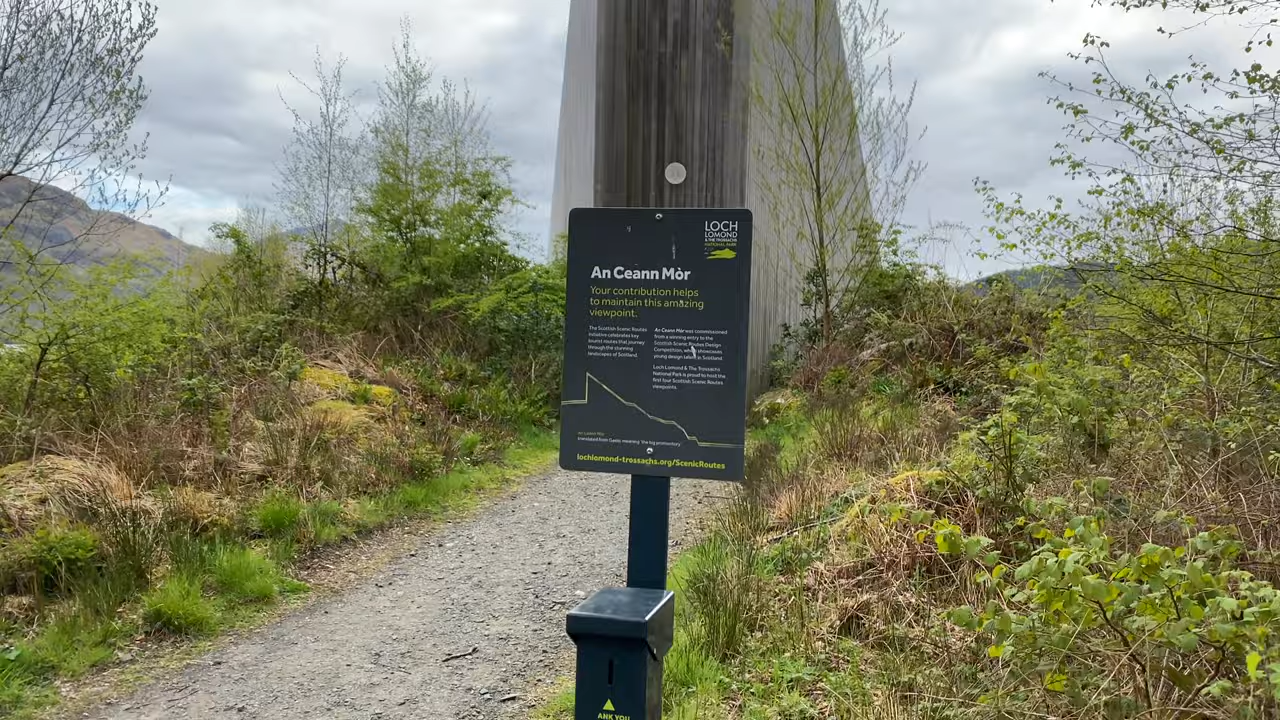 LOCH
LOMOND
& THE TROSSACHS
NATIONAL PARK
An Ceann Mòr
Your contribution helps
to maintain this amazing
viewpoint.
The Scottish Scenic Routes
initiative celebrates key
tourist routes that journey
through the stunning
landscapes of Scotland.
An Ceann Mòr was commissioned
from a winning entry to the
Scottish Scenic Routes Design
Competition, which showcases
young design talent in Scotland.
Loch Lomond & The Trossachs
National Park is proud to host the
first four Scottish Scenic Routes
viewpoints.
An Ceann Mòr
translated from Gaelic meaning 'the big promontory'
lochlomond-trossachs.org/ScenicRoutes
ANK YOU